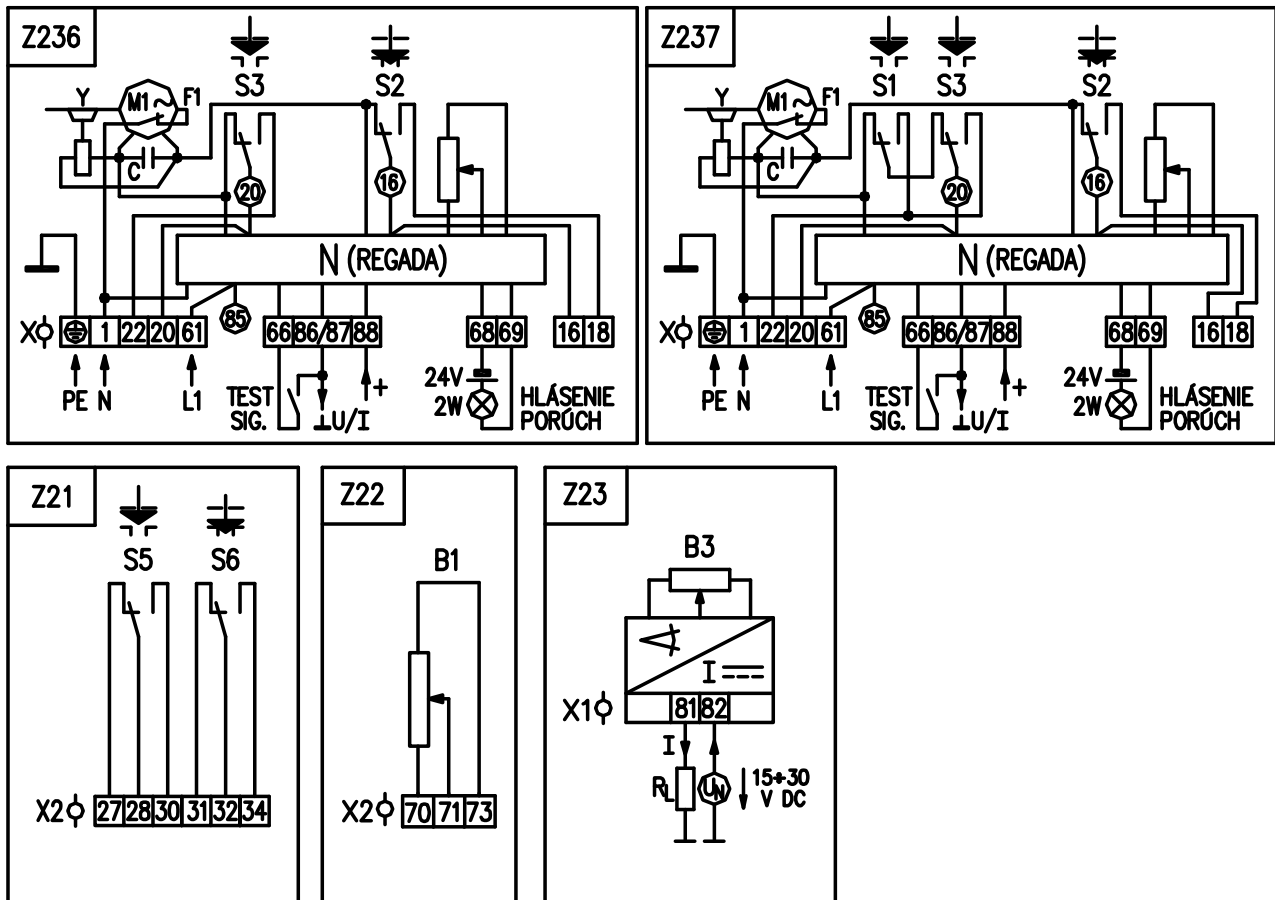 Z236
S3
S2
Y
M1
F1
C
20
16
N (REGADA)
85
X
1
22
20
61
66
86/87
88
68
69
16
18
PE
N
L1
TEST
SIG.
U/I
+
24V
2W
HLÁSENIE
PORÚCH
Z237
S1
S3
S2
Y
M1
F1
C
20
16
N (REGADA)
85
X
1
22
20
61
66
86/87
88
68
69
16
18
PE
N
L1
TEST
SIG.
U/I
+
24V
2W
HLÁSENIE
PORÚCH
Z21
S5
S6
X2
27
28
30
31
32
34
Z22
B1
X2
70
71
73
Z23
B3
I
X1
81
82
I
RL
UN
15÷30
V DC